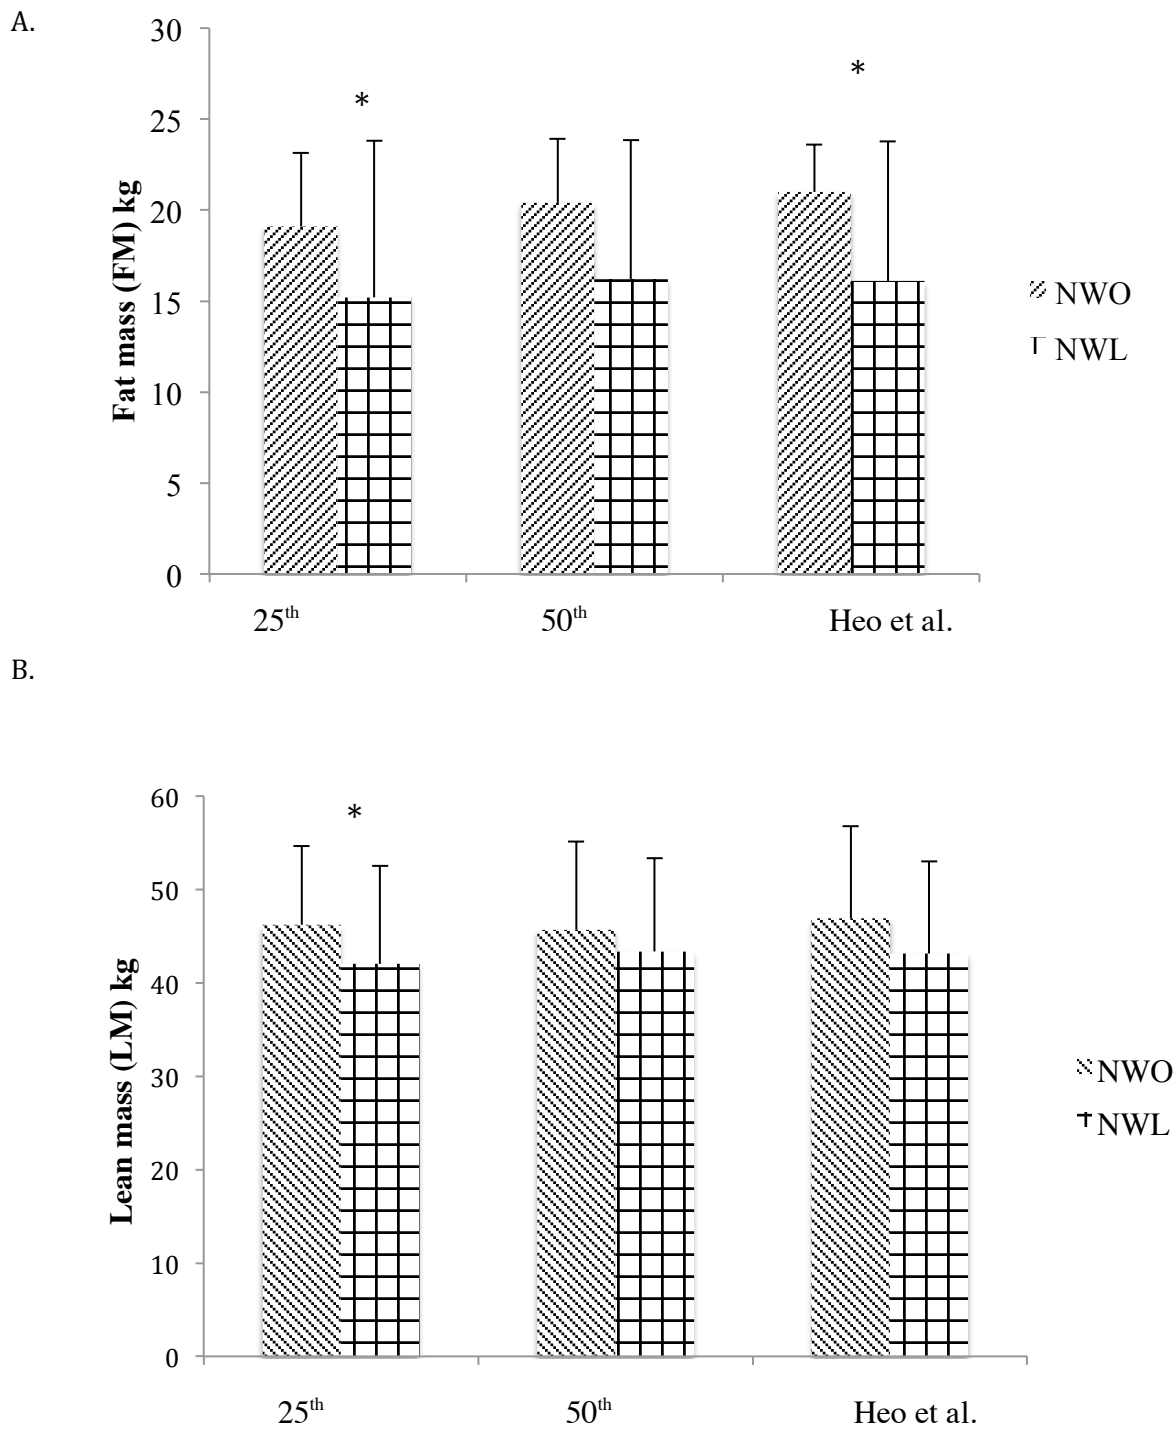 A.
Fat mass (FM) kg
30
25
20
15
10
5
0
*
*
25th
50th
Heo et al.
NWO
NWL
B.
Lean mass (LM) kg
60
50
40
30
20
10
0
*
25th
50th
Heo et al.
NWO
NWL